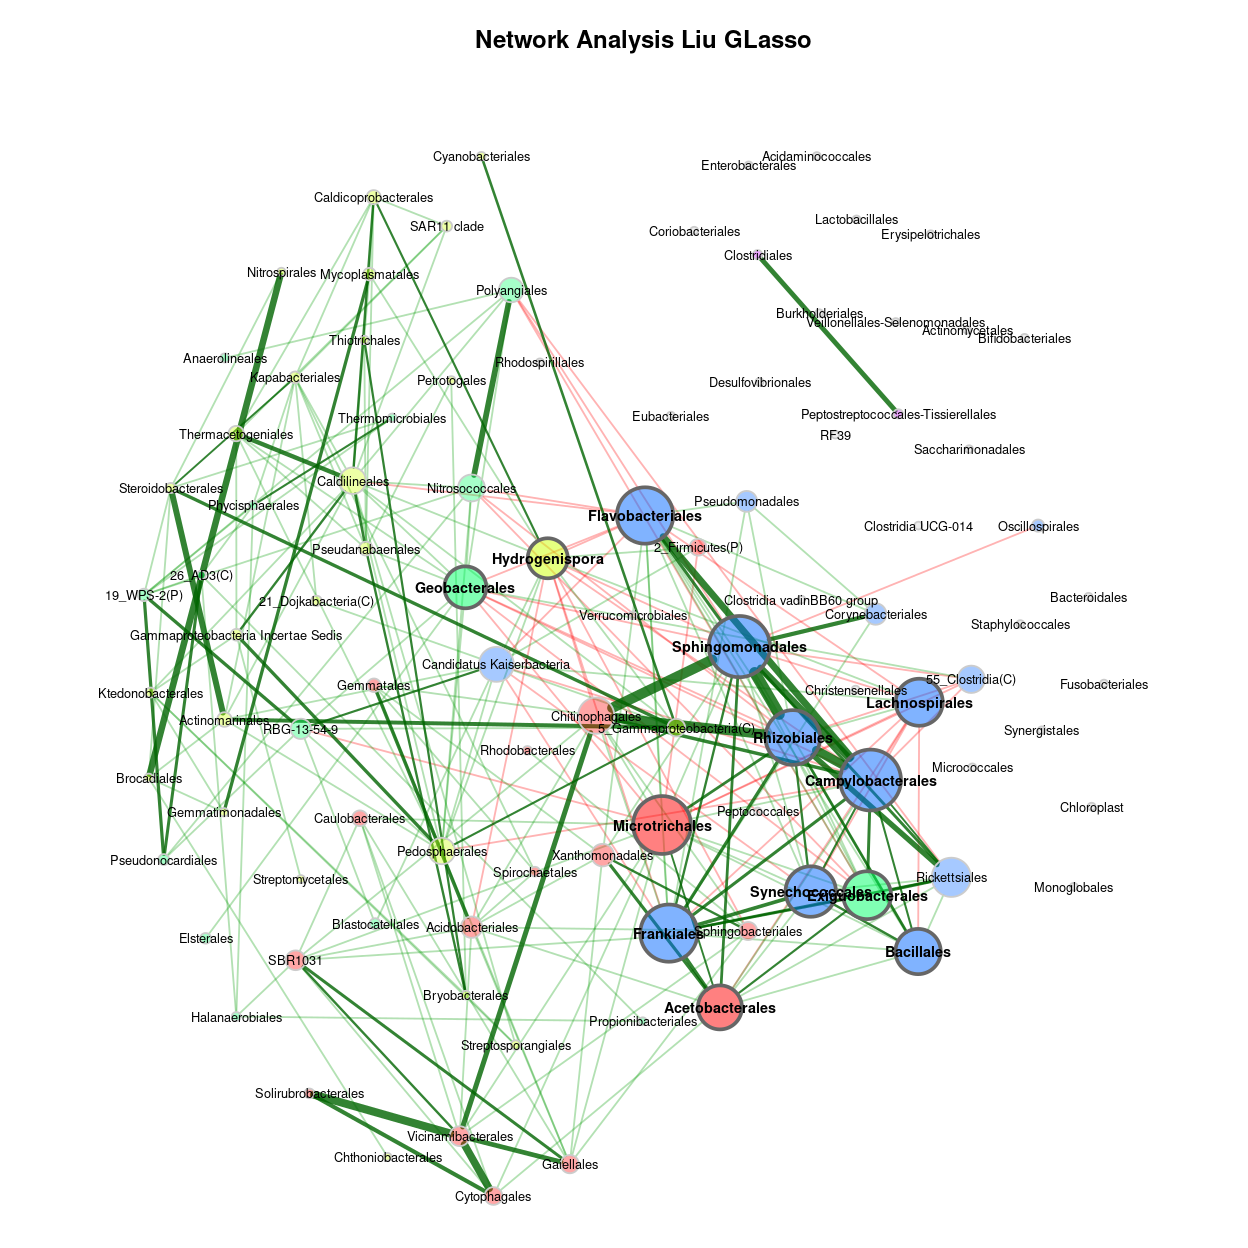 Network Analysis Liu GLasso
Cyanobacteriales
Acidaminococcales
Enterobacterales
Caldicoprobacterales
SAR11 clade
Lactobacillales
Coriobacteriales
Erysipelotrichales
Clostridiales
Nitrospirales
Mycoplasmatales
Polyangiales
Burkholderiales
Veillonellales-Selenomonadales
Actinomycetales
Bifidobacteriales
Thiotrichales
Anaerolineales
Rhodospirillales
Kapabacteriales
Petrotogales
Desulfovibrionales
Thermomicrobiales
Eubacteriales
Peptostreptococcales-Tissierellales
Thermacetogeniales
RF39
Saccharimonadales
Steroidobacterales
Caldilineales
Nitrosococcales
Phycisphaerales
Flavobacteriales
Pseudomonadales
Clostridia UCG-014
Oscillospirales
Pseudanabaenales
Hydrogenispora
2_Firmicutes(P)
26_AD3(C)
Geobacterales
19_WPS-2(P)
21_Dojkabacteria(C)
Clostridia vadinBB60 group
Bacteroidales
Verrucomicrobiales
Corynebacteriales
Staphylococcales
Gammaproteobacteria Incertae Sedis
Sphingomonadales
Candidatus Kaiserbacteria
55_Clostridia(C)
Gemmatales
Fusobacteriales
Ktedonobacterales
Christensenellales
Lachnospirales
Actinomarinales
Chitinophagales
RBG-13-54-9
5_Gammaproteobacteria(C)
Synergistales
Rhizobiales
Rhodobacterales
Micrococcales
Brocadiales
Campylobacterales
Gemmatimonadales
Caulobacterales
Peptococcales
Chloroplast
Microtrichales
Pedosphaerales
Xanthomonadales
Pseudonocardiales
Spirochaetales
Streptomycetales
Rickettsiales
Monoglobales
Synechococcales
Exiguobacterales
Blastocatellales
Acidobacteriales
Frankiales
Sphingobacteriales
Elsterales
Bacillales
SBR1031
Bryobacterales
Acetobacterales
Halanaerobiales
Propionibacteriales
Streptosporangiales
Solirubrobacterales
Vicinamibacterales
Chthoniobacterales
Gaiellales
Cytophagales